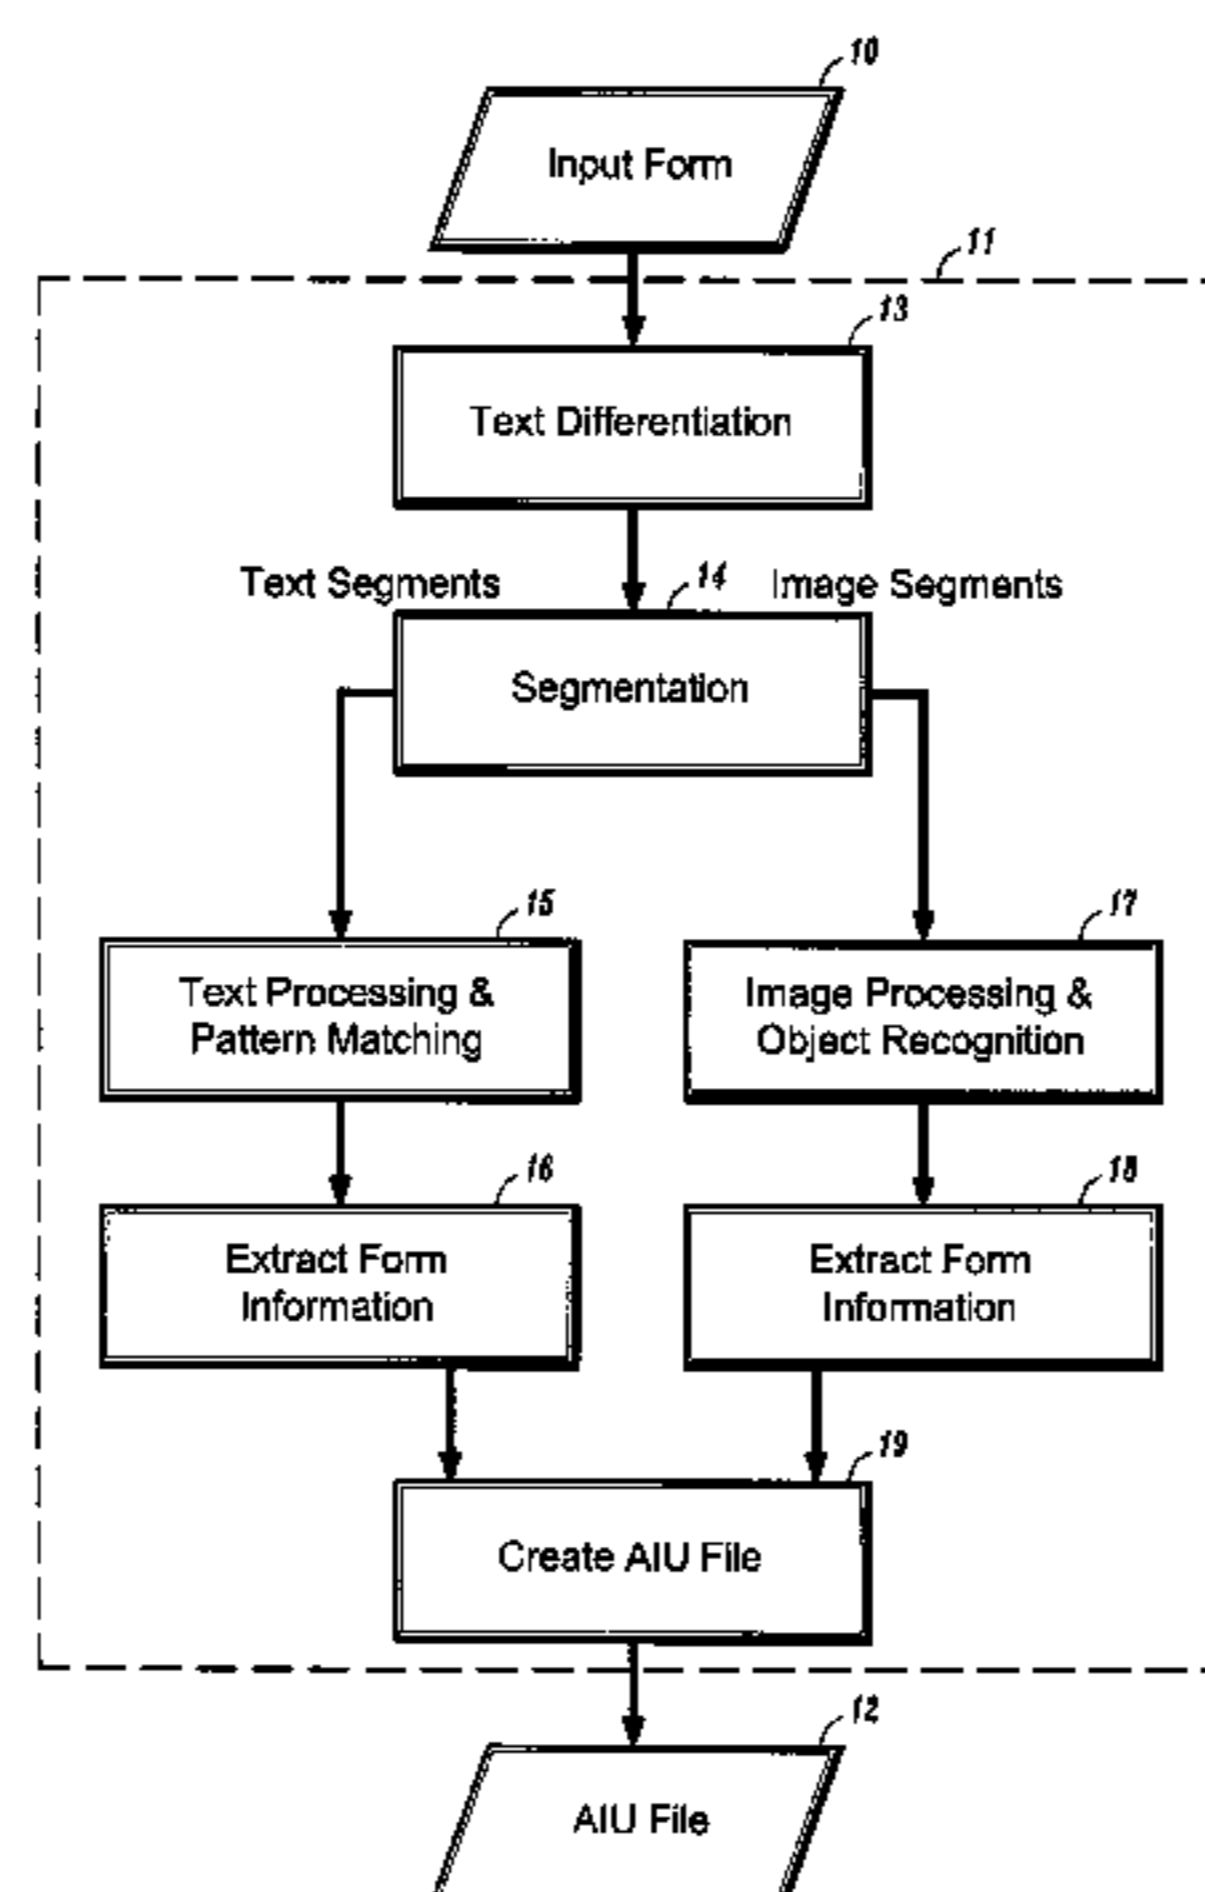 10
Input Form
11
13
Text Differentiation
Text Segments
14
Image Segments
Segmentation
15
17
Text Processing &
Pattern Matching
Image Processing &
Object Recognition
16
18
Extract Form
Information
Extract Form
Information
19
Create AIU File
12
AIU File